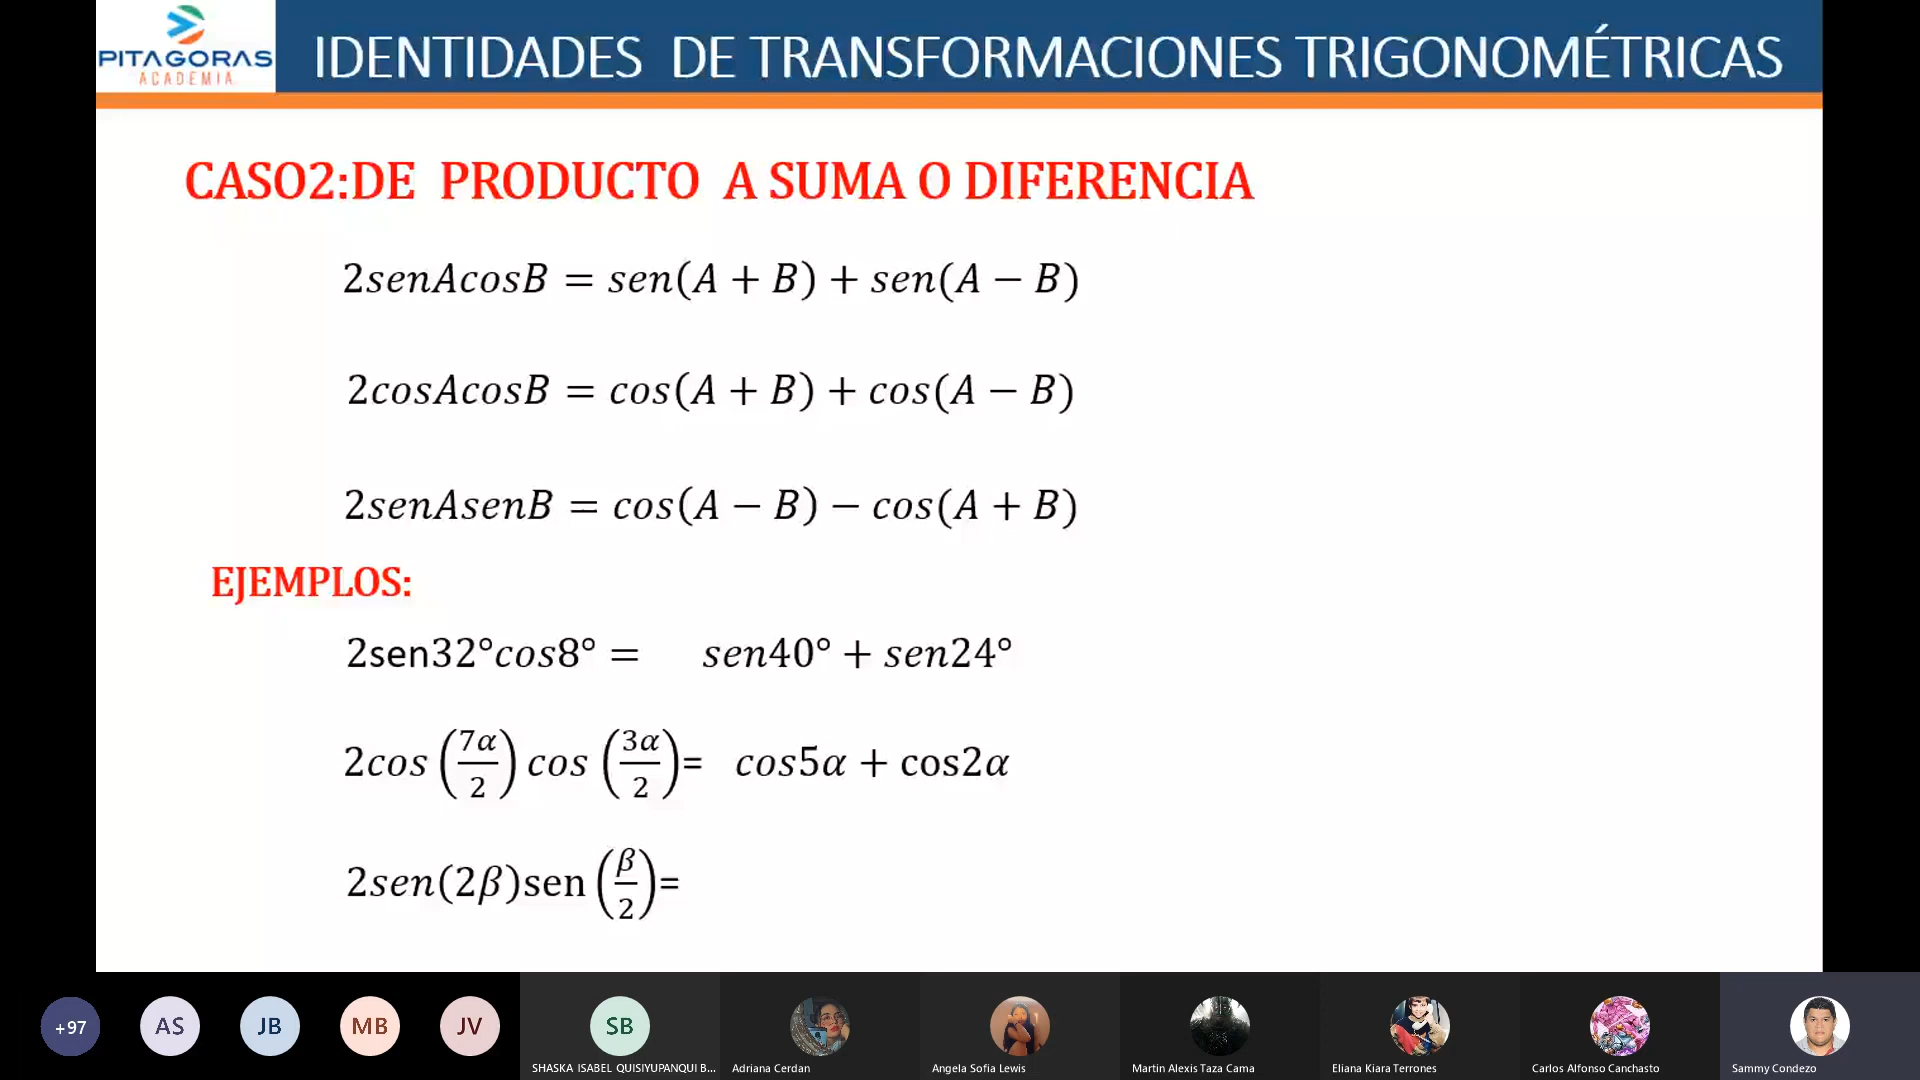 PITAGORAS
ACADEMIA
IDENTIDADES DE TRANSFORMACIONES TRIGONOMÉTRICAS
CASO2:DE PRODUCTO A SUMA O DIFERENCIA
2senAcosB = sen(A + B) + sen(A − B)
2cosAcosB = cos(A + B) + cos(A − B)
2senAsenB = cos(A − B) − cos(A + B)
EJEMPLOS:
2sen32°cos8° = sen40° + sen24°
2cos(7α/2)cos(3α/2)= cos5α + cos2α
2sen(2β)sen(β/2)=
+97 AS JB MB JV SB
SHASKA ISABEL QUISIYUPANQUI B... Adriana Cerdan Angela Sofia Lewis Martin Alexis Taza Cama Eliana Kiara Terrones Carlos Alfonso Canchasto Sammy Condezo